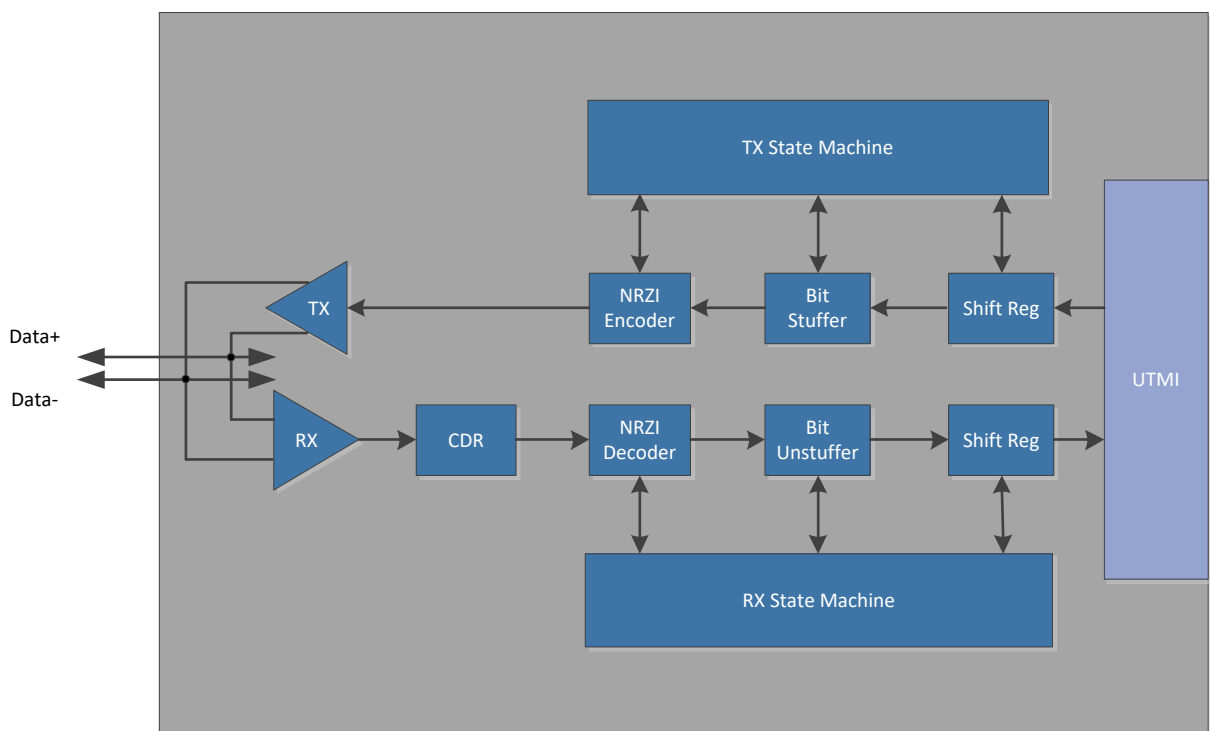 TX State Machine
TX
NRZI
Encoder
Bit
Stuffer
Shift Reg
Data+
Data-
UTMI
RX
CDR
NRZI
Decoder
Bit
Unstuffer
Shift Reg
RX State Machine